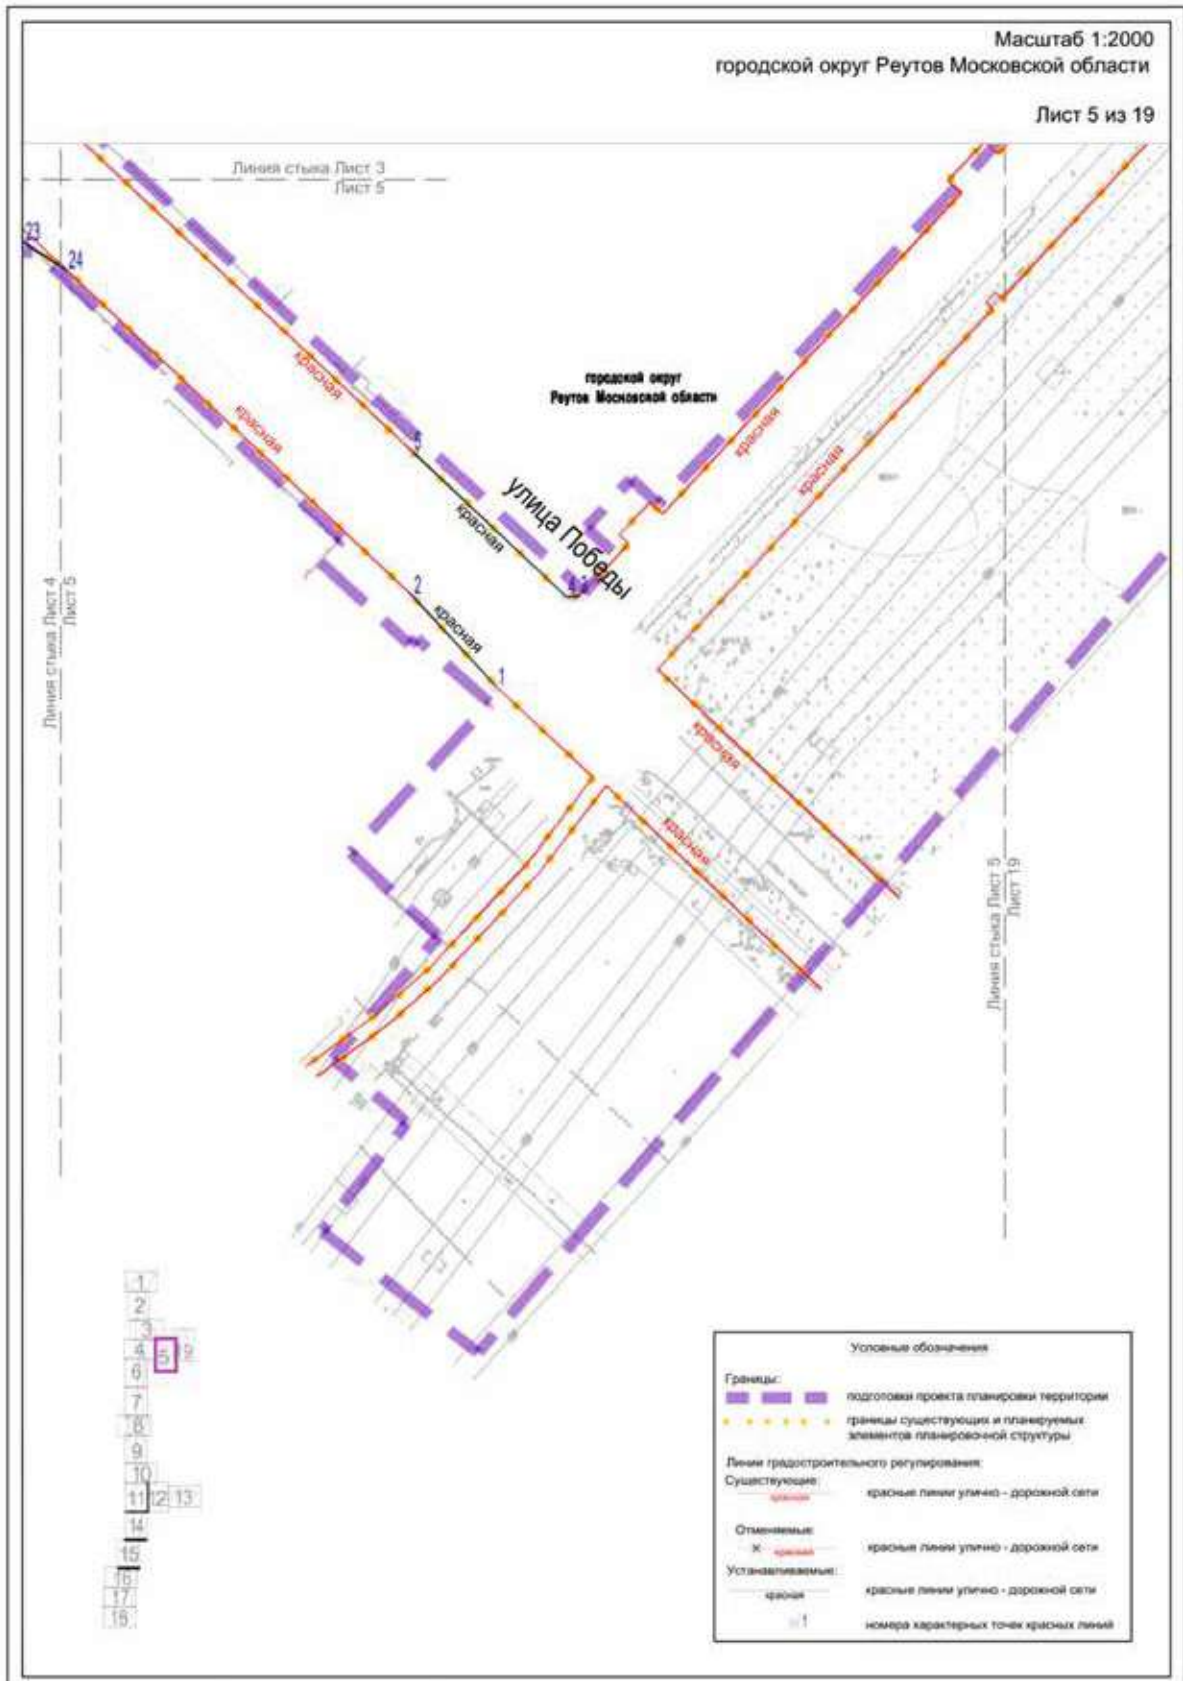 Масштаб 1:2000
городской округ Реутов Московской области
Лист 5 из 19
Линия стыка Лист 3
Лист 5
23
24
красная
красная
городской округ
Реутов Московской области
красная
красная
5
улица Победы
красная
4
3
2
красная
1
Линия стыка Лист 4
Лист 5
красная
красная
Линия стыка Лист 5
Лист 19
1
2
3
4
5
6
7
8
9
10
11
12
13
14
15
16
17
18
Условные обозначения
Границы:
подготовки проекта планировки территории
границы существующих и планируемых
элементов планировочной структуры
Линии градостроительного регулирования:
Существующие:
красная
красные линии улично - дорожной сети
Отменяемые:
красная
красные линии улично - дорожной сети
Устанавливаемые:
красная
красные линии улично - дорожной сети
1
номера характерных точек красных линий